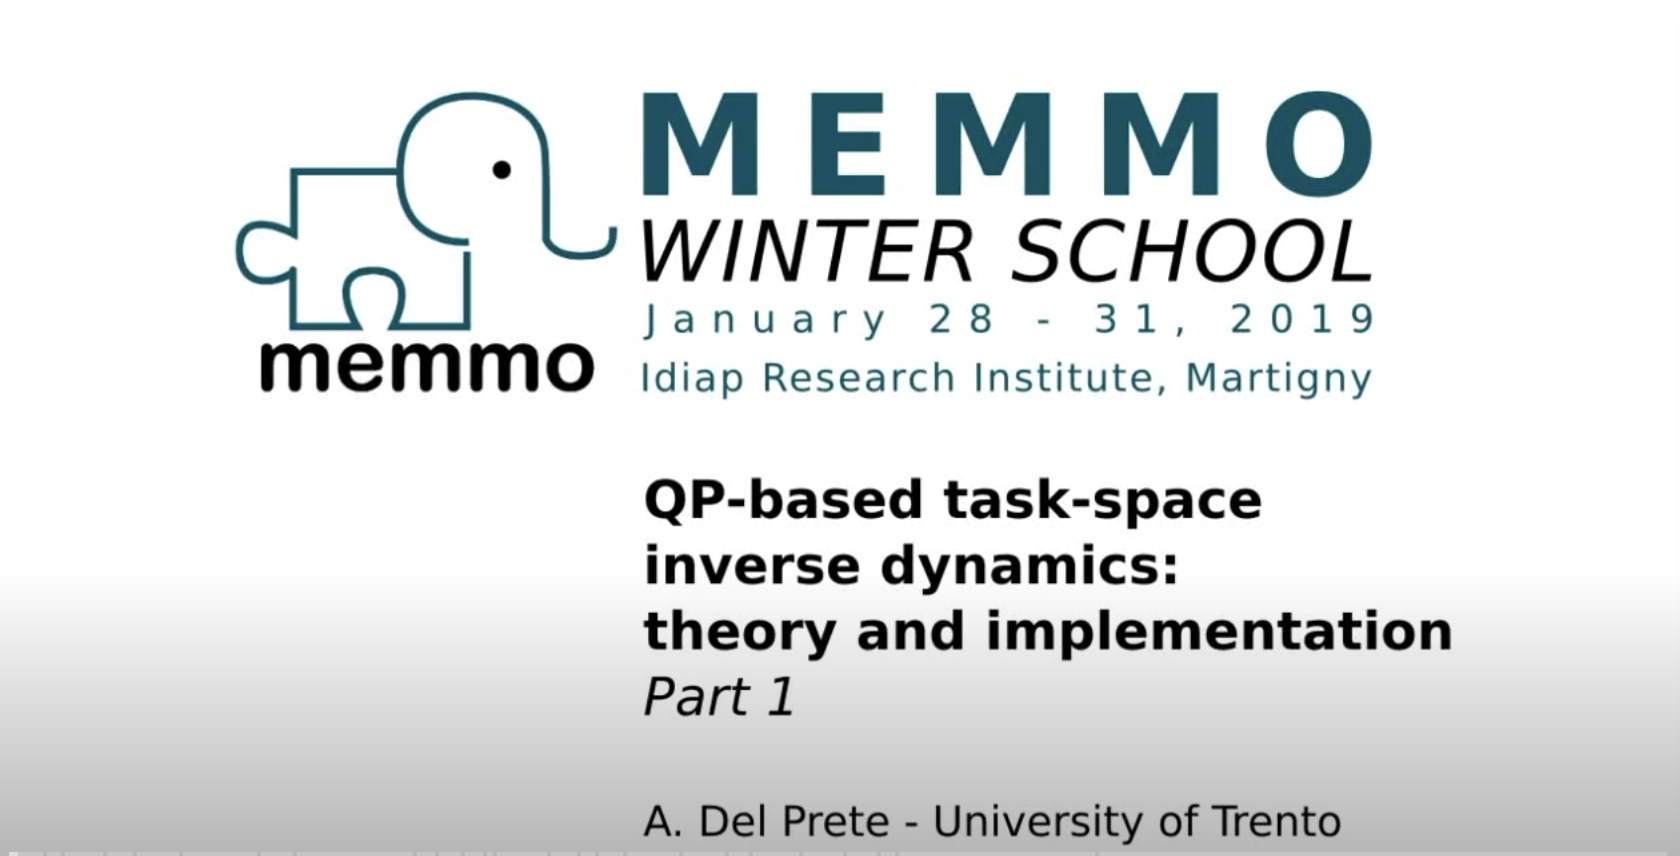 MEMMO
WINTER SCHOOL
January 28 - 31, 2019
Idiap Research Institute, Martigny
memmo
QP-based task-space
inverse dynamics:
theory and implementation
Part 1
A. Del Prete - University of Trento